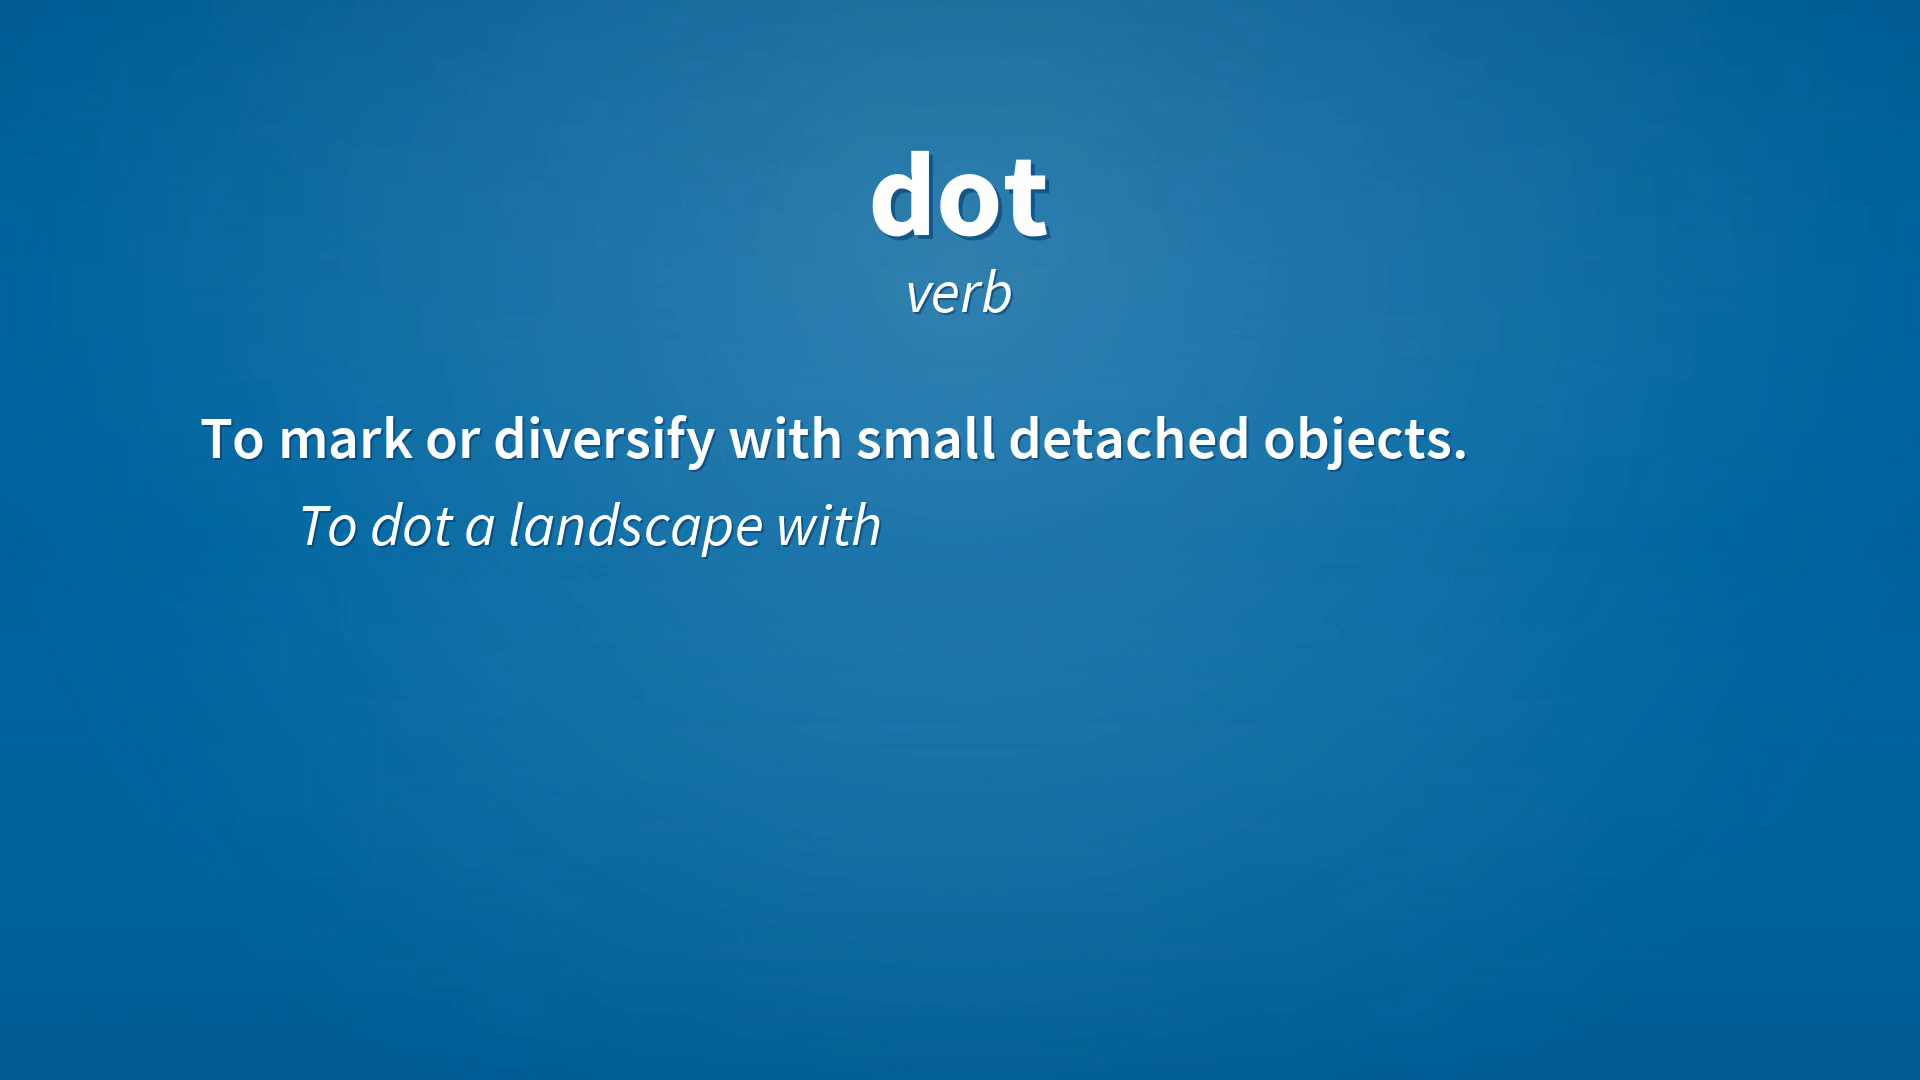 dot
verb
To mark or diversify with small detached objects.
To dot a landscape with